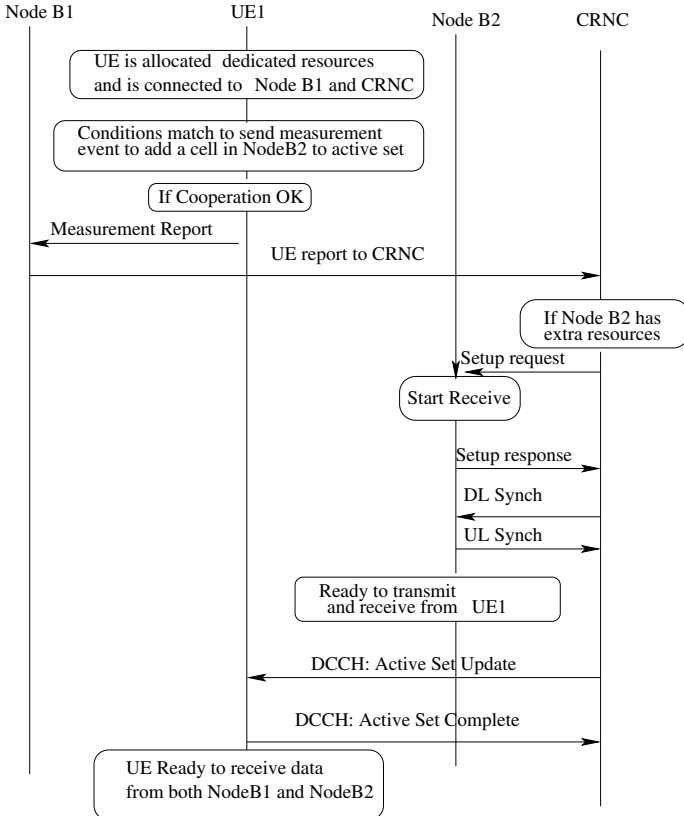 Node B1
UE1
Node B2
CRNC
UE is allocated dedicated resources
and is connected to Node B1 and CRNC
Conditions match to send measurement
event to add a cell in NodeB2 to active set
If Cooperation OK
Measurement Report
UE report to CRNC
If Node B2 has
extra resources
Setup request
Start Receive
Setup response
DL Synch
UL Synch
Ready to transmit
and receive from UE1
DCCH: Active Set Update
DCCH: Active Set Complete
UE Ready to receive data
from both NodeB1 and NodeB2